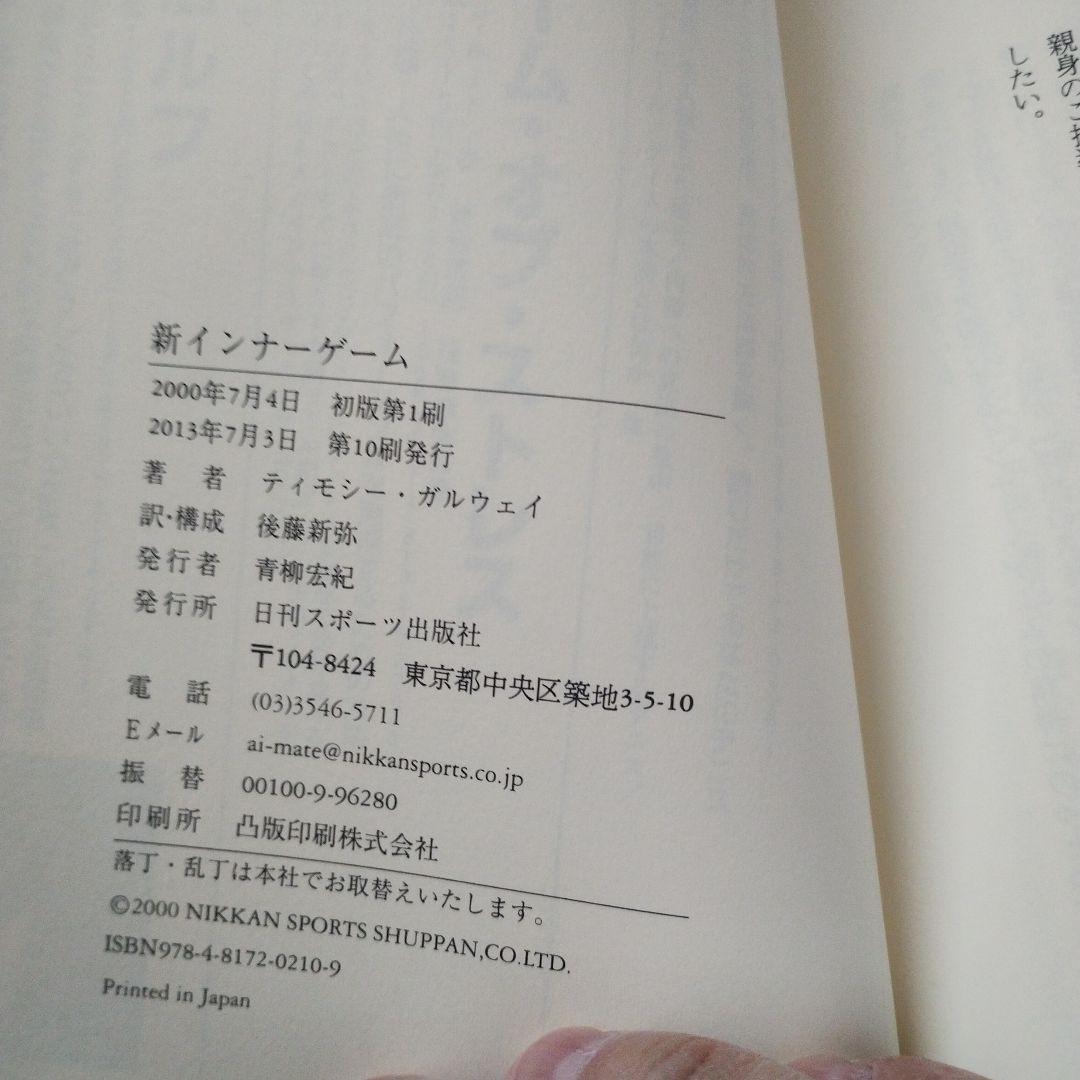 新インナーゲーム
2000年7月4日 初版第1刷
2013年7月3日 第10刷発行
著 者 ティモシー・ガルウェイ
訳・構成 後藤新弥
発行者 青柳宏紀
発行所 日刊スポーツ出版社
〒104-8424 東京都中央区築地3-5-10
電 話 (03)3546-5711
Eメール ai-mate@nikkansports.co.jp
振 替 00100-9-96280
印刷所 凸版印刷株式会社
落丁・乱丁は本社でお取替えいたします。
©2000 NIKKAN SPORTS SHUPPAN,CO.LTD.
ISBN978-4-8172-0210-9
Printed in Japan
親身のご
したい。